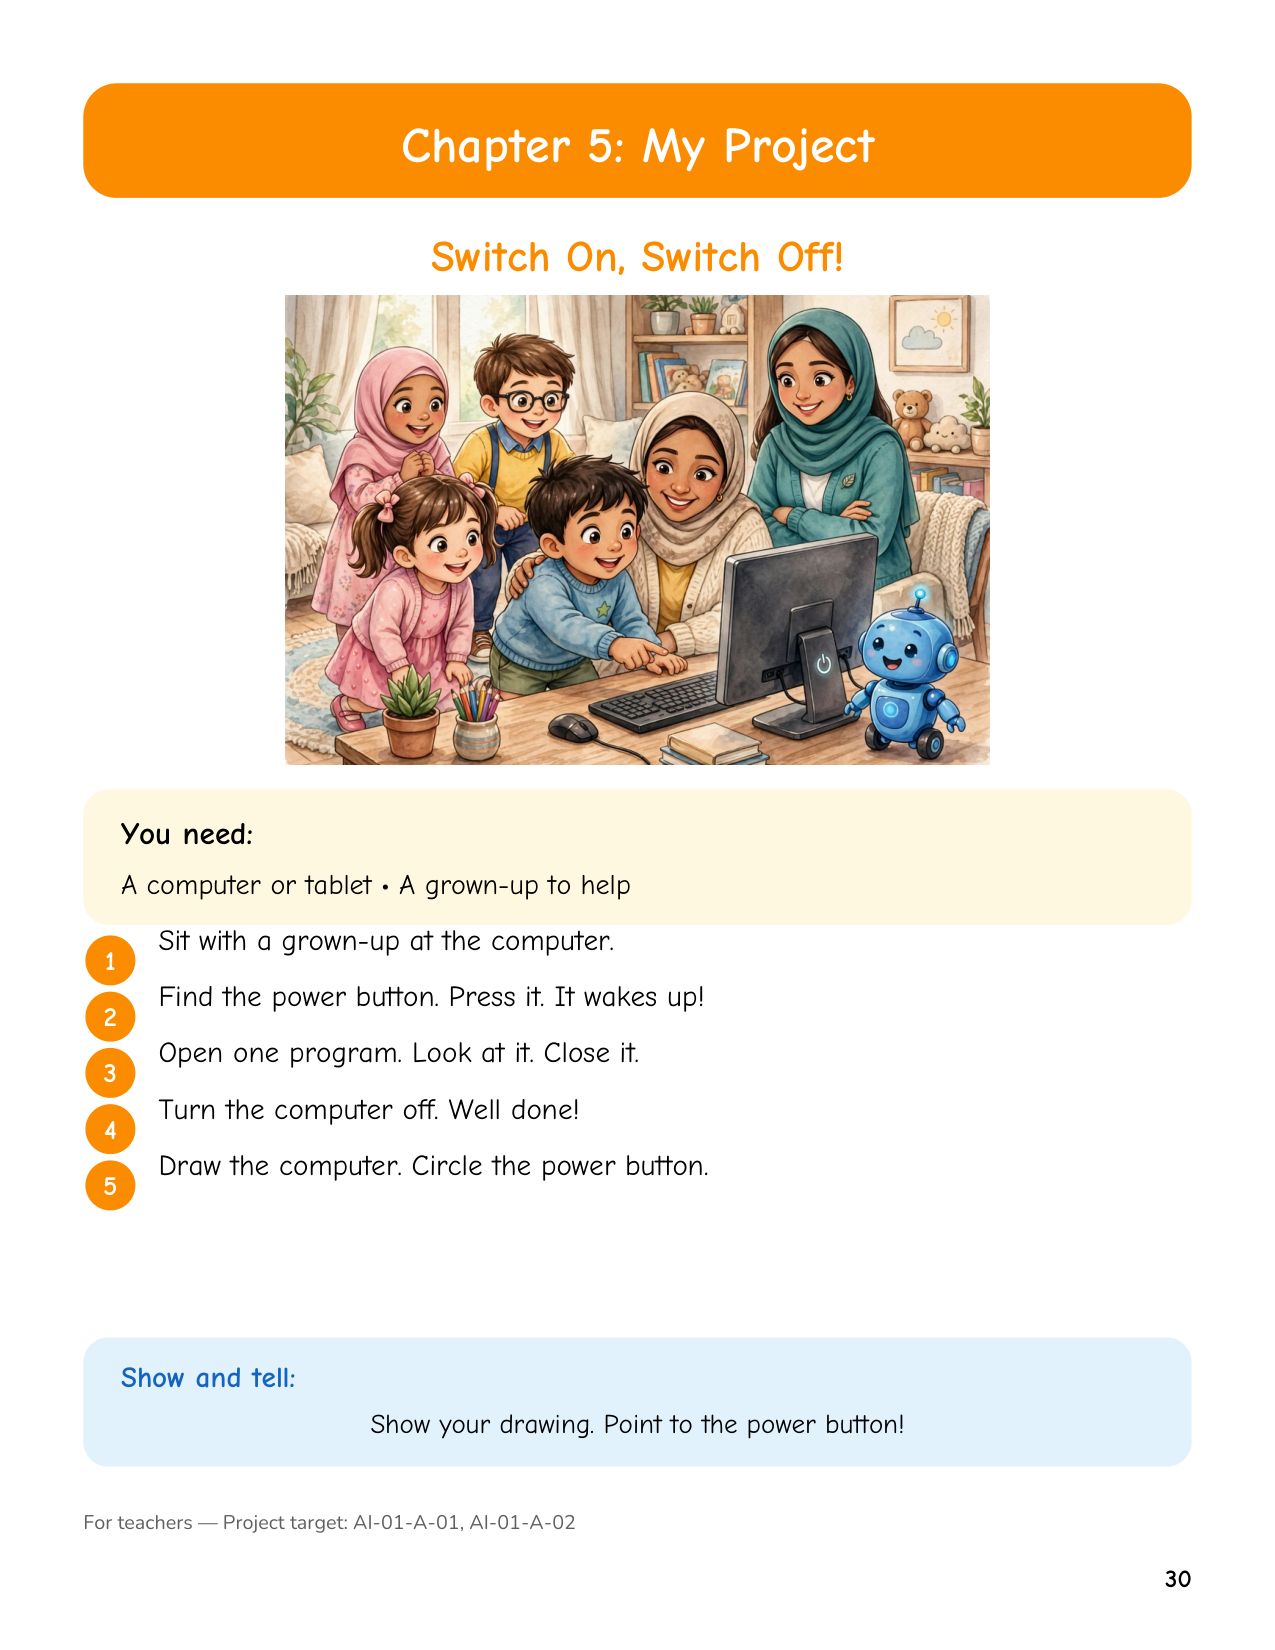 Chapter 5: My Project
Switch On, Switch Off!
You need:
A computer or tablet • A grown-up to help
1 Sit with a grown-up at the computer.
2 Find the power button. Press it. It wakes up!
3 Open one program. Look at it. Close it.
4 Turn the computer off. Well done!
5 Draw the computer. Circle the power button.
Show and tell:
Show your drawing. Point to the power button!
For teachers — Project target: AI-01-A-01, AI-01-A-02
30